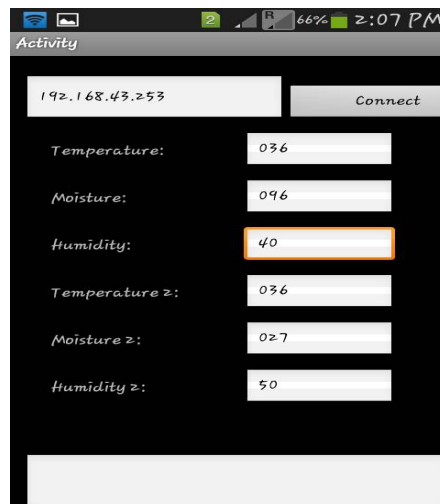 2 R 66% 2:07 PM
Activity
192.168.43.253 Connect
Temperature: 036
Moisture: 096
Humidity: 40
Temperature 2: 036
Moisture 2: 027
Humidity 2: 50